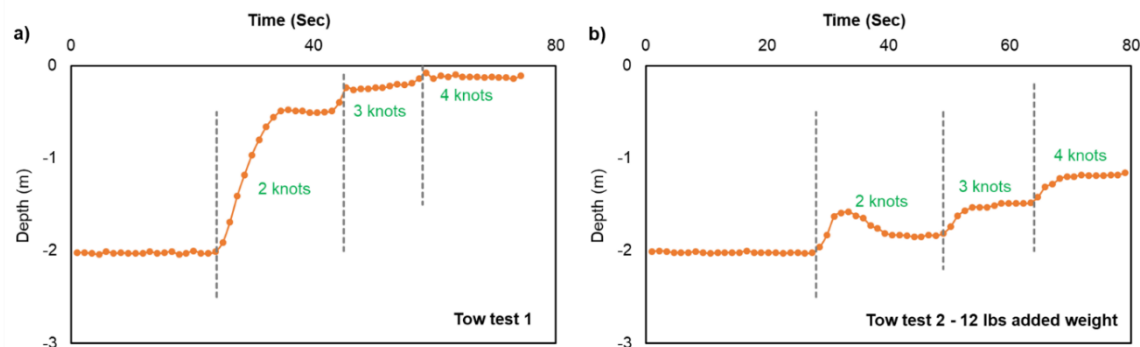 a)
Time (Sec)
0 40 80
0
-1
-2
-3
Depth (m)
2 knots
3 knots
4 knots
Tow test 1
b)
Time (Sec)
0 20 40 60 80
0
-1
-2
-3
Depth (m)
2 knots
3 knots
4 knots
Tow test 2 - 12 lbs added weight